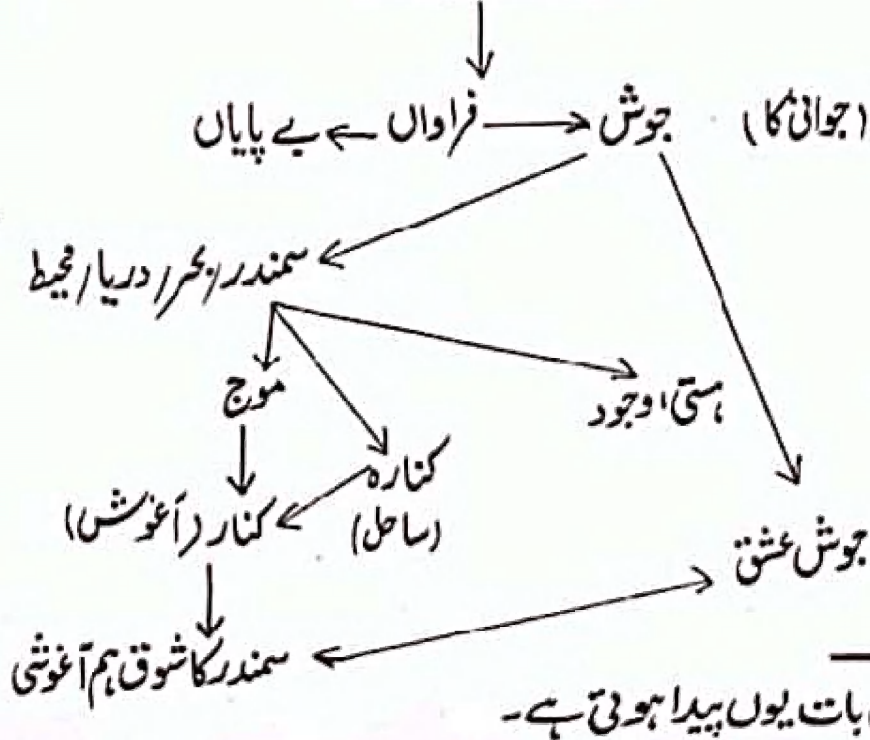 (جوانی کا) جوش فراواں بے پایاں
سمندر/بحر/دریا/محیط
موج
ہستی، وجود
کنارہ
(ساحل)
کنار (آغوش)
جوش عشق
سمندر کا شوق ہم آغوشی
بات یوں پیدا ہوتی ہے۔